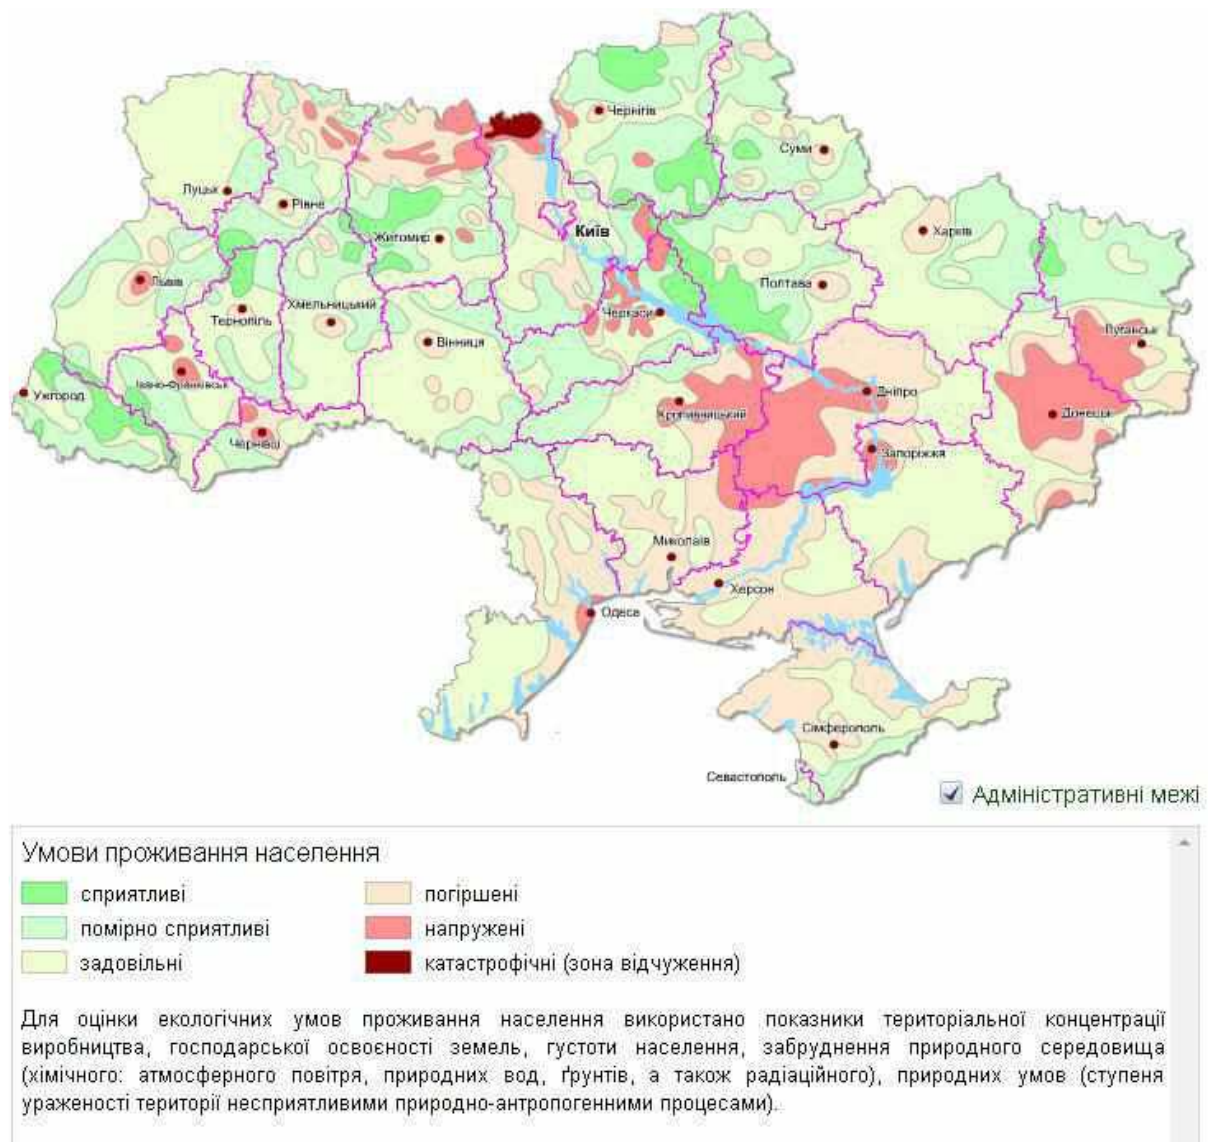 Чернігів
Суми
Луцьк
Рівне
Київ
Харків
Житомир
Львів
Полтава
Хмельницький
Тернопіль
Черкаси
Луганськ
Вінниця
Івано-Франківськ
Ужгород
Дніпро
Кропивницький
Донецьк
Чернівці
Запоріжжя
Миколаїв
Херсон
Одеса
Сімферополь
Севастополь
Адміністративні межі
Умови проживання населення
сприятливі
погіршені
помірно сприятливі
напружені
задовільні
катастрофічні (зона відчуження)
Для оцінки екологічних умов проживання населення використано показники територіальної концентрації
виробництва, господарської освоєності земель, густоти населення, забруднення природного середовища
(хімічного: атмосферного повітря, природних вод, ґрунтів, а також радіаційного), природних умов (ступеня
ураженості території несприятливими природно-антропогенними процесами).